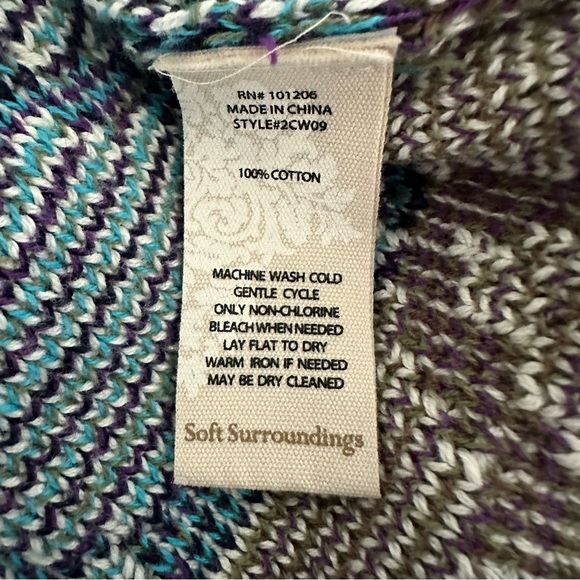 RN# 101206
MADE IN CHINA
STYLE#2CW09
100% COTTON
MACHINE WASH COLD
GENTLE CYCLE
ONLY NON-CHLORINE
BLEACH WHEN NEEDED
LAY FLAT TO DRY
WARM IRON IF NEEDED
MAY BE DRY CLEANED
Soft Surroundings